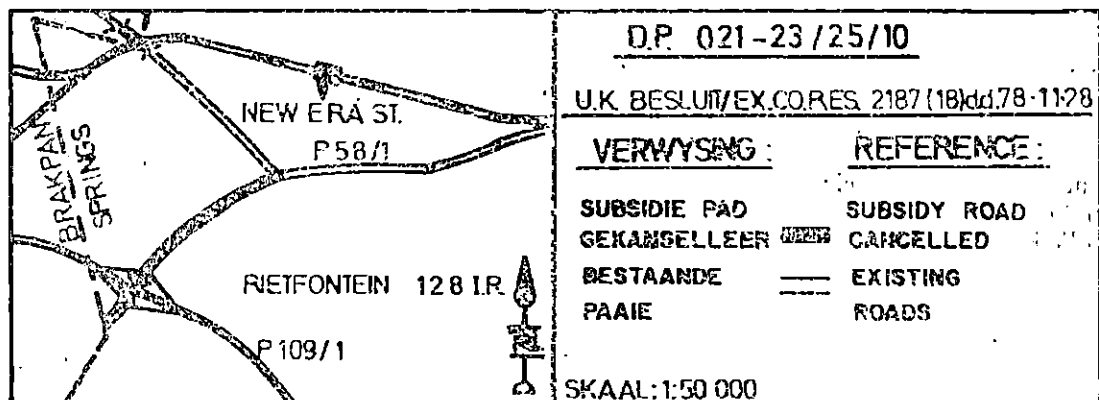 NEW ERA ST.
P 58/1
BRAKPAN
SPRINGS
RIETFONTEIN 128 I.R.
P 109/1
N
D.P. 021-23/25/10
U.K. BESLUIT/EX.CO.RES. 2187(18)dd.78-11-28
VERWYSING : REFERENCE :
SUBSIDIE PAD SUBSIDY ROAD
GEKANSELLEER CANCELLED
BESTAANDE EXISTING
PAAIE ROADS
SKAAL: 1:50 000